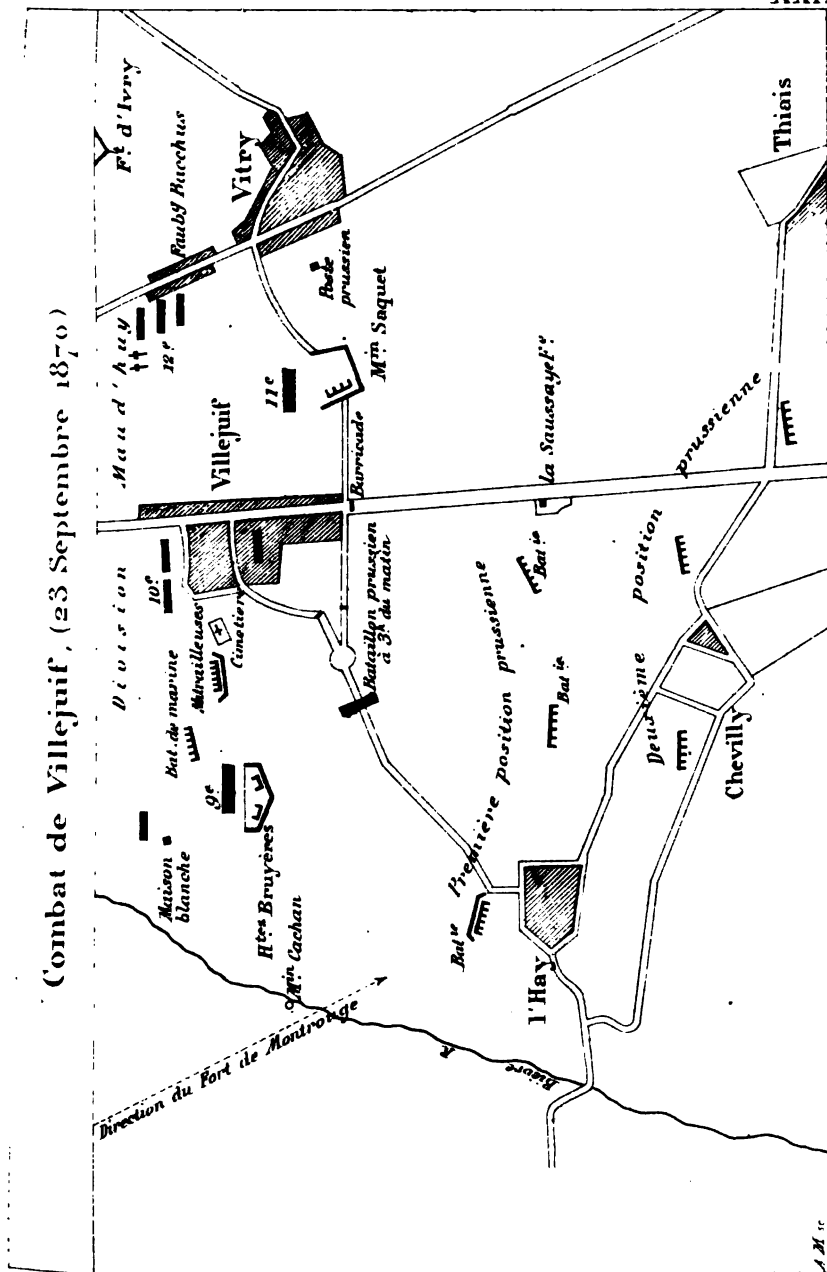 Combat de Villejuif, (23 Septembre 1870)
Ft. d'Ivry
Faubg Bacchus
Vitry
Thiais
Division Maud'huy
12e
Poste
prussien
Min Saquet
11e
Villejuif
Barricade
la Saussaye Fe
10e
Mitrailleuses
Cimetière
Bat. de marine
Bataillon prussien
à 3h du matin
9e
Maison
blanche
Htes Bruyères
Min Cachan
Direction du Fort de Montrouge
Première position prussienne
Batie
Batie
Batie
Deuxième position prussienne
l'Hay
Chevilly
R
Bièvre